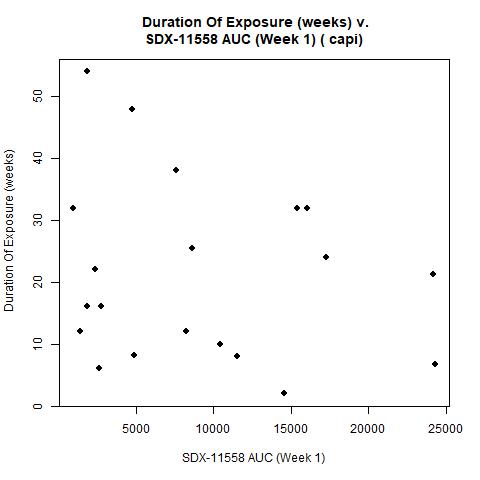 Duration Of Exposure (weeks) v.
SDX-11558 AUC (Week 1) ( capi)
Duration Of Exposure (weeks)
50
40
30
20
10
0
5000 10000 15000 20000 25000
SDX-11558 AUC (Week 1)